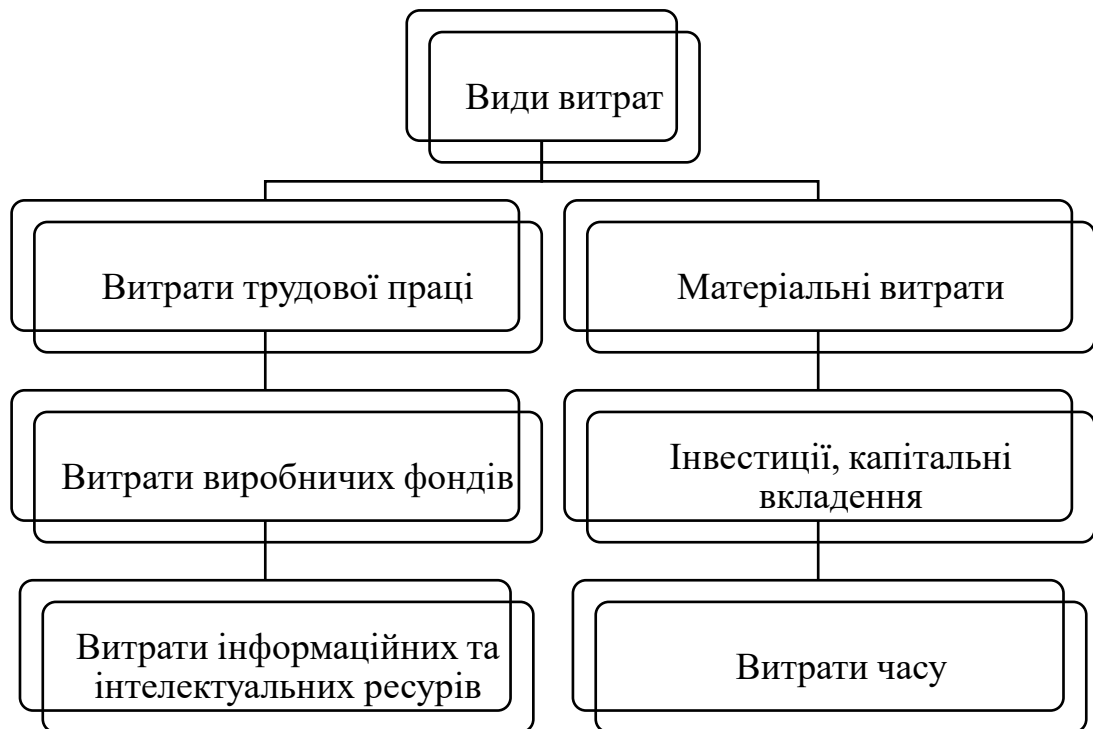 Види витрат
Витрати трудової праці
Матеріальні витрати
Витрати виробничих фондів
Інвестиції, капітальні
вкладення
Витрати інформаційних та
інтелектуальних ресурів
Витрати часу